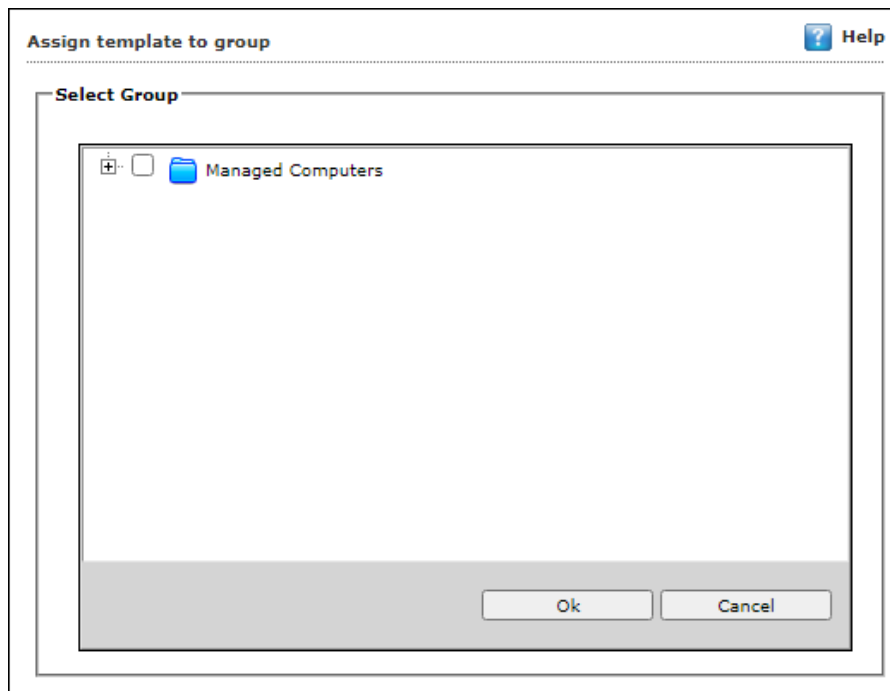 Assign template to group
? Help
Select Group
Managed Computers
Ok Cancel